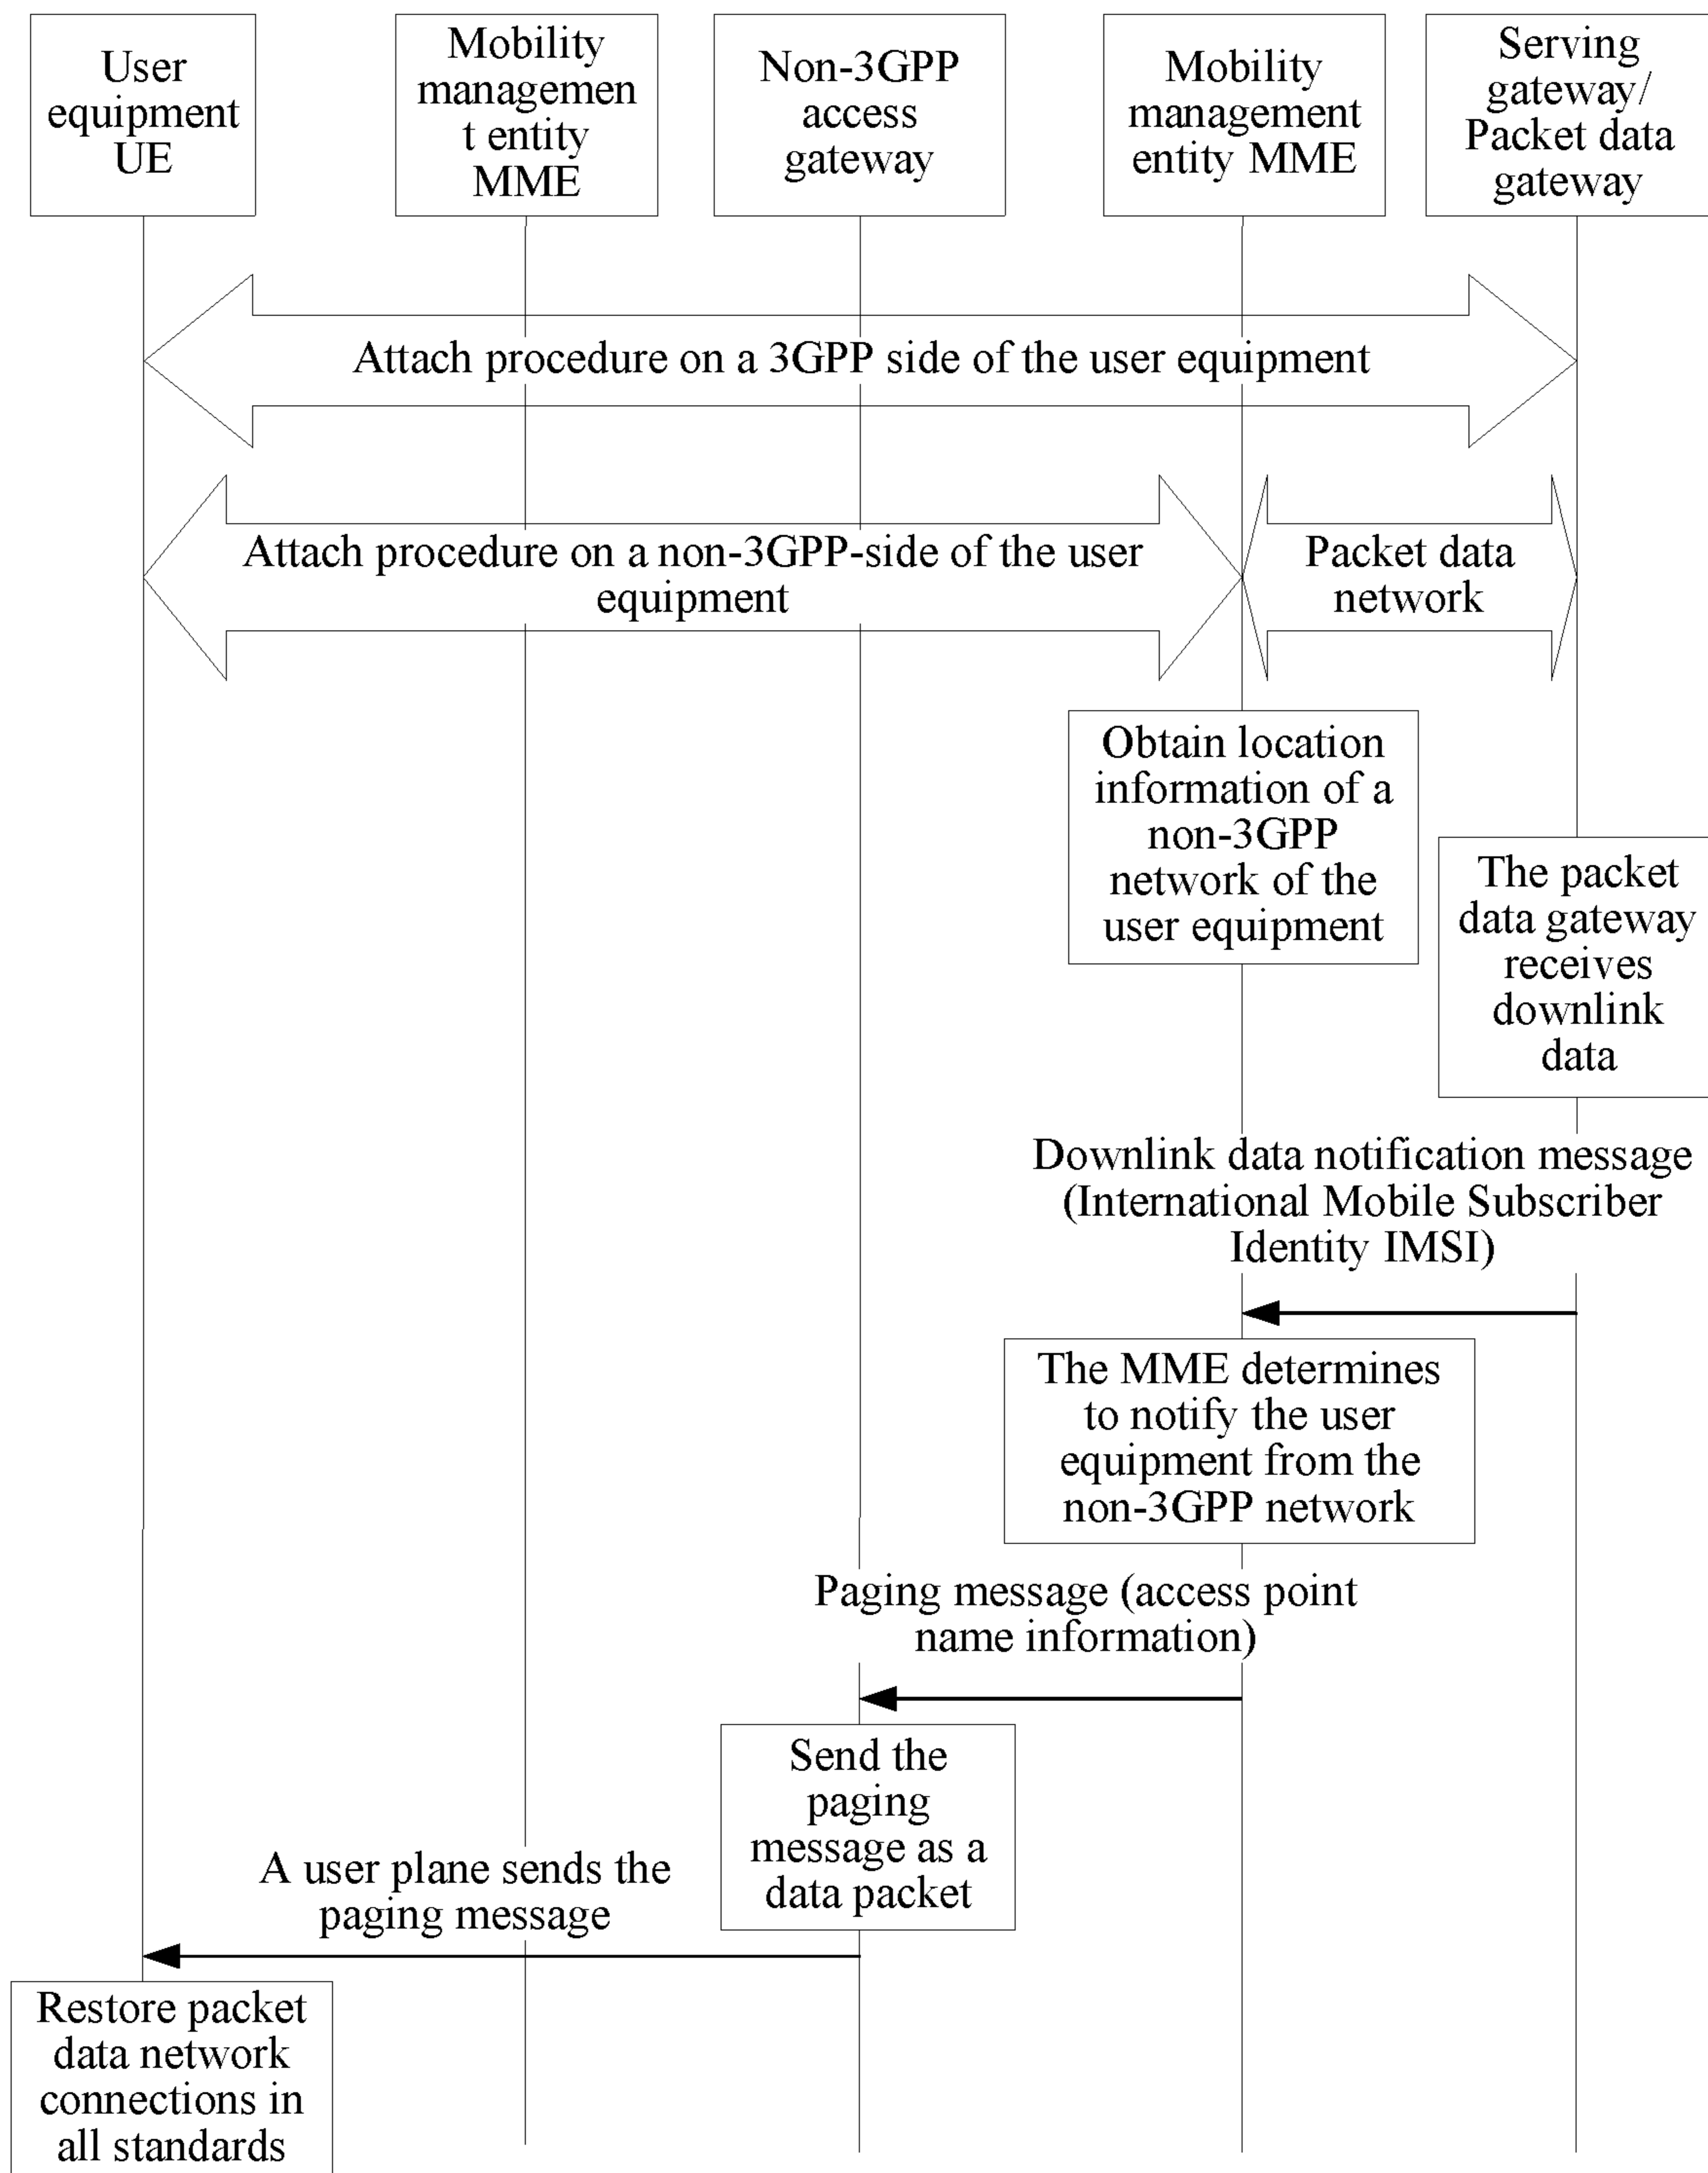 User
equipment
UE
Mobility
managemen
t entity
MME
Non-3GPP
access
gateway
Mobility
management
entity MME
Serving
gateway/
Packet data
gateway
Attach procedure on a 3GPP side of the user equipment
Attach procedure on a non-3GPP-side of the user
equipment
Packet data
network
Obtain location
information of a
non-3GPP
network of the
user equipment
The packet
data gateway
receives
downlink
data
Downlink data notification message
(International Mobile Subscriber
Identity IMSI)
The MME determines
to notify the user
equipment from the
non-3GPP network
Paging message (access point
name information)
Send the
paging
message as a
data packet
A user plane sends the
paging message
Restore packet
data network
connections in
all standards